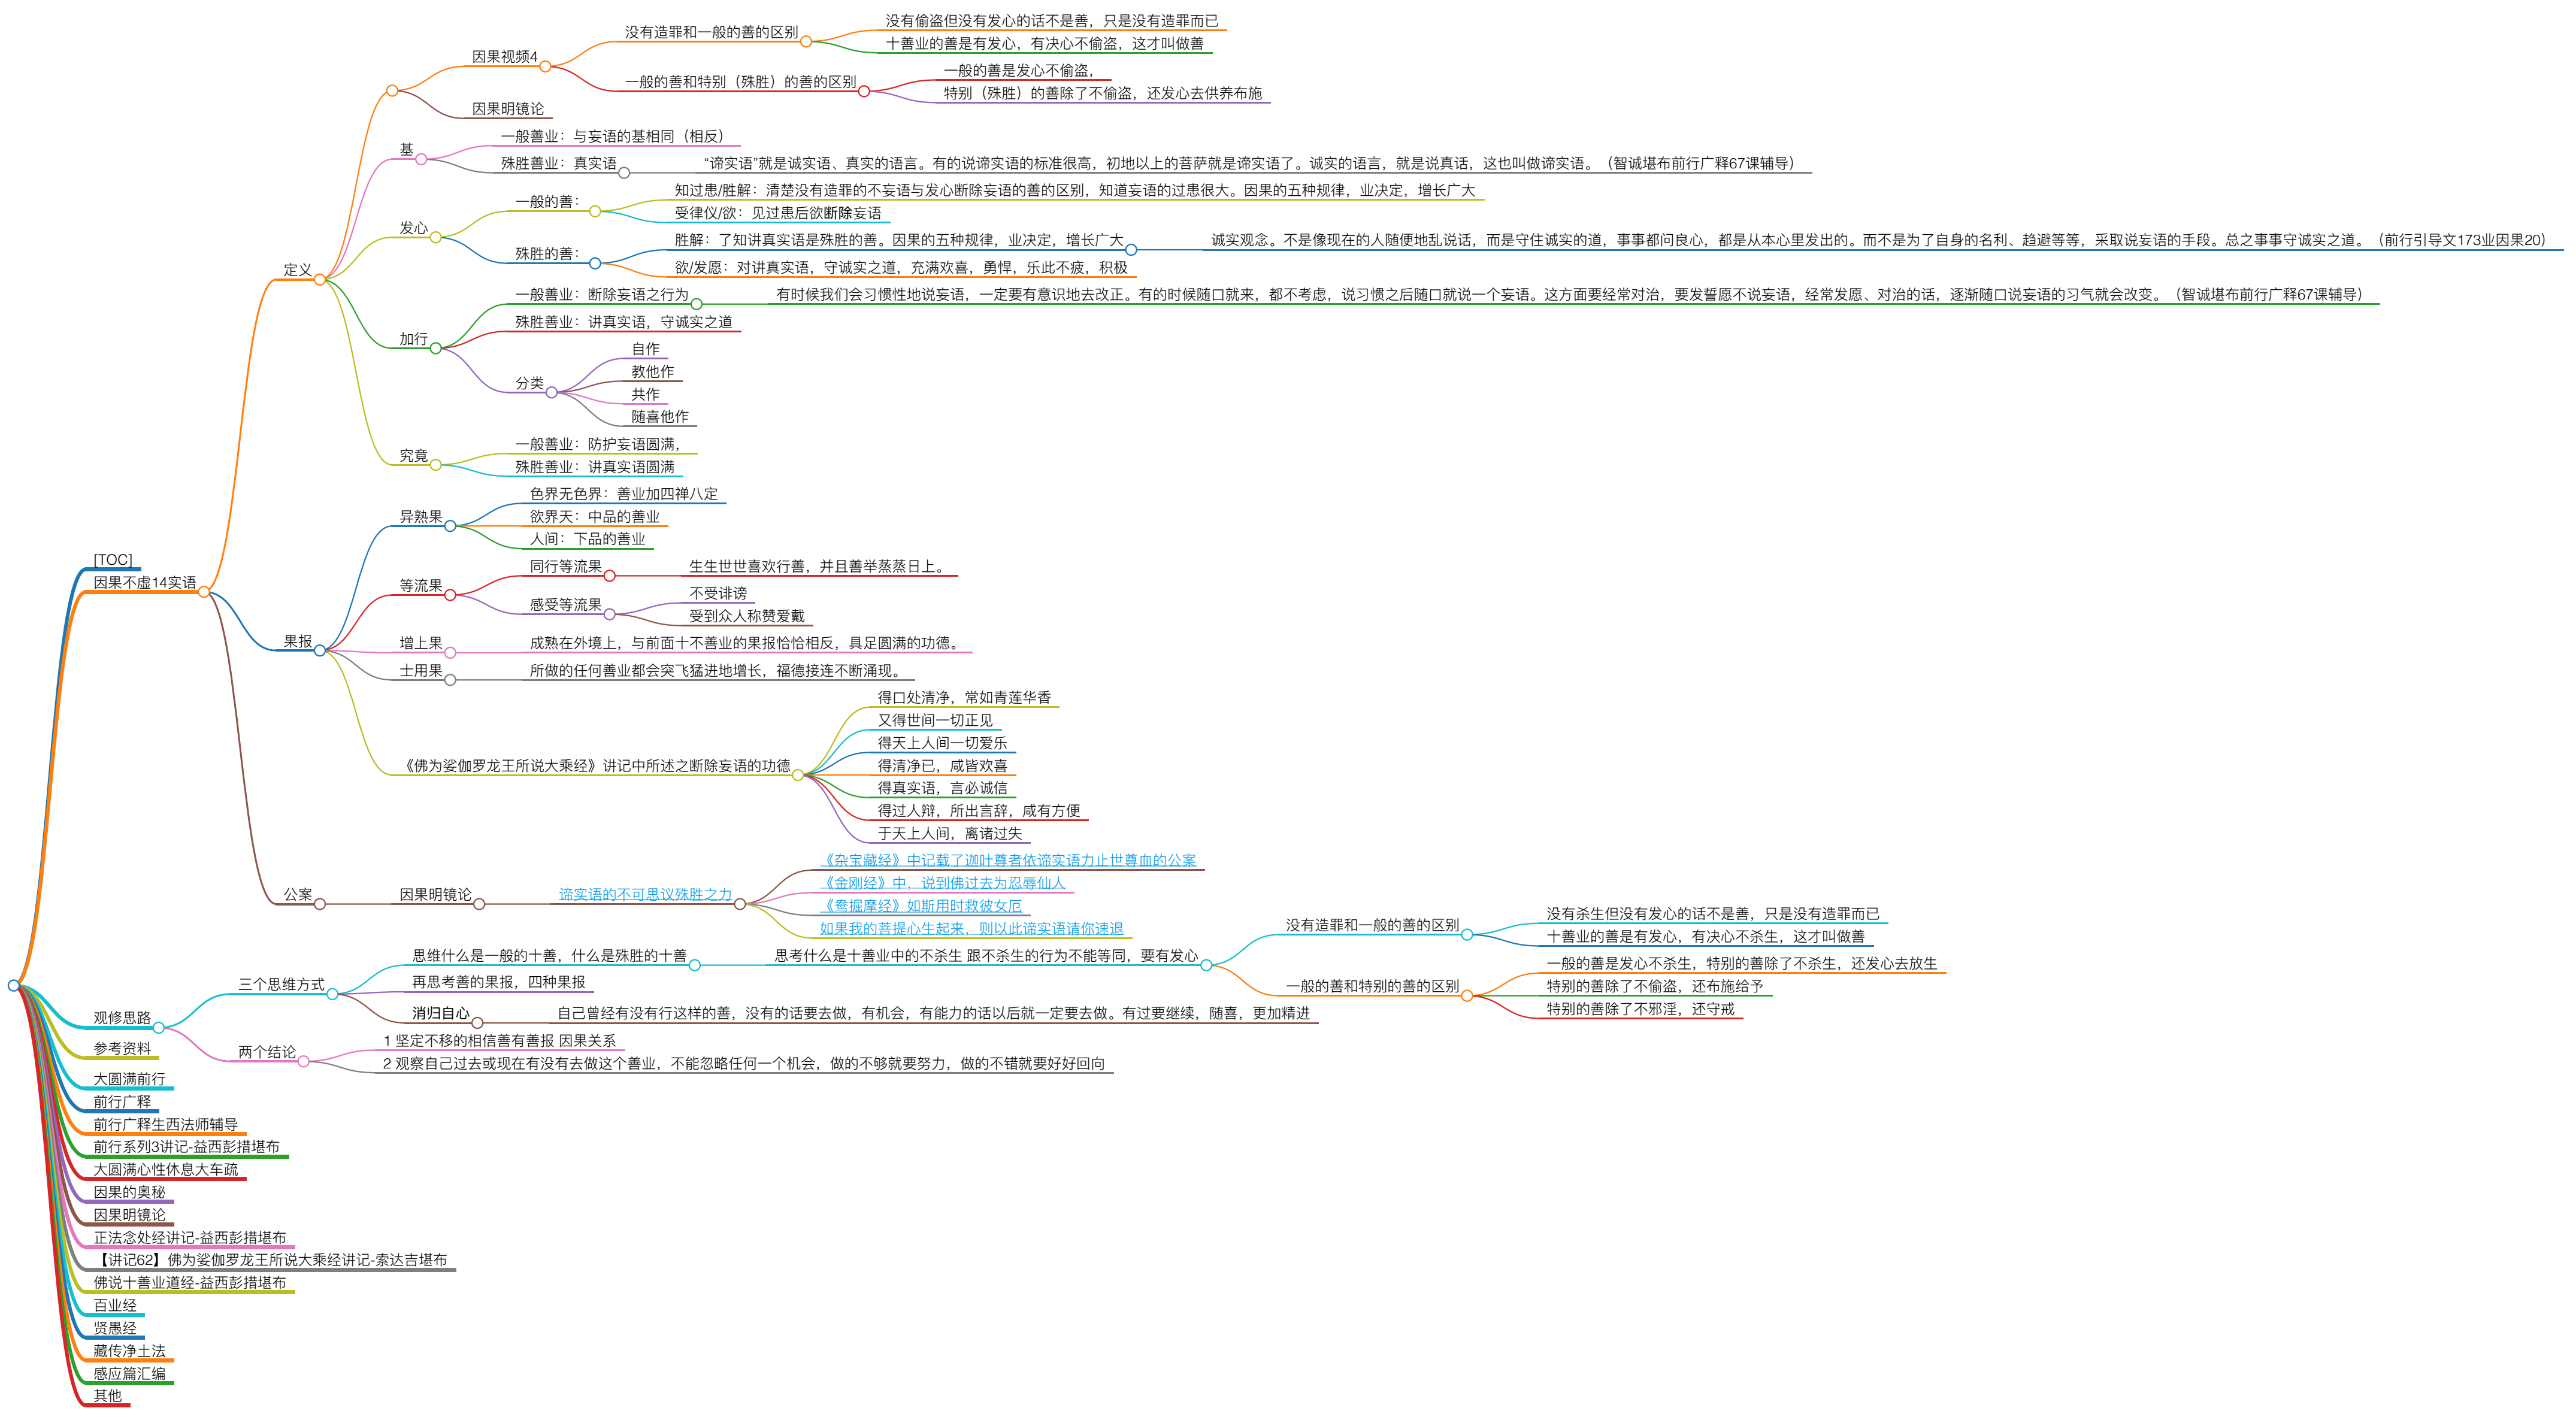 没有偷盗但没有发心的话不是善，只是没有造罪而已
没有造罪和一般的善的区别
十善业的善是有发心，有决心不偷盗，这才叫做善
因果视频4
一般的善是发心不偷盗，
一般的善和特别（殊胜）的善的区别
特别（殊胜）的善除了不偷盗，还发心去供养布施
因果明镜论
一般善业：与妄语的基相同（相反）
基
殊胜善业：真实语
“谛实语”就是诚实语、真实的语言。有的说谛实语的标准很高，初地以上的菩萨就是谛实语了。诚实的语言，就是说真话，这也叫做谛实语。（智诚堪布前行广释67课辅导）
知过患/胜解：清楚没有造罪的不妄语与发心断除妄语的善的区别，知道妄语的过患很大。因果的五种规律，业决定，增长广大
一般的善：
受律仪/欲：见过患后欲断除妄语
发心
胜解：了知讲真实语是殊胜的善。因果的五种规律，业决定，增长广大
诚实观念。不是像现在的人随便地乱说话，而是守住诚实的道，事事都问良心，都是从本心里发出的。而不是为了自身的名利、趋避等等，采取说妄语的手段。总之事事守诚实之道。（前行引导文173业因果20）
殊胜的善：
欲/发愿：对讲真实语，守诚实之道，充满欢喜，勇悍，乐此不疲，积极
定义
一般善业：断除妄语之行为
有时候我们会习惯性地说妄语，一定要有意识地去改正。有的时候随口就来，都不考虑，说习惯之后随口就说一个妄语。这方面要经常对治，要发誓愿不说妄语，经常发愿、对治的话，逐渐随口说妄语的习气就会改变。（智诚堪布前行广释67课辅导）
殊胜善业：讲真实语，守诚实之道
加行
自作
教他作
分类
共作
随喜他作
一般善业：防护妄语圆满，
究竟
殊胜善业：讲真实语圆满
色界无色界：善业加四禅八定
异熟果
欲界天：中品的善业
人间：下品的善业
[TOC]
同行等流果
生生世世喜欢行善，并且善举蒸蒸日上。
因果不虚14实语
等流果
不受诽谤
感受等流果
受到众人称赞爱戴
果报
增上果
成熟在外境上，与前面十不善业的果报恰恰相反，具足圆满的功德。
士用果
所做的任何善业都会突飞猛进地增长，福德接连不断涌现。
得口处清净，常如青莲华香
又得世间一切正见
得天上人间一切爱乐
《佛为娑伽罗龙王所说大乘经》讲记中所述之断除妄语的功德
得清净已，咸皆欢喜
得真实语，言必诚信
得过人辩，所出言辞，咸有方便
于天上人间，离诸过失
《杂宝藏经》中记载了迦叶尊者依谛实语力止世尊血的公案
公案
因果明镜论
谛实语的不可思议殊胜之力
《金刚经》中，说到佛过去为忍辱仙人
《鸯掘摩经》如斯用时救彼女厄
如果我的菩提心生起来，则以此谛实语请你速退
没有杀生但没有发心的话不是善，只是没有造罪而已
没有造罪和一般的善的区别
十善业的善是有发心，有决心不杀生，这才叫做善
思维什么是一般的十善，什么是殊胜的十善
思考什么是十善业中的不杀生 跟不杀生的行为不能等同，要有发心
一般的善是发心不杀生，特别的善除了不杀生，还发心去放生
三个思维方式
再思考善的果报，四种果报
一般的善和特别的善的区别
特别的善除了不偷盗，还布施给予
特别的善除了不邪淫，还守戒
消归自心
自己曾经有没有行这样的善，没有的话要去做，有机会，有能力的话以后就一定要去做。有过要继续，随喜，更加精进
观修思路
1 坚定不移的相信善有善报 因果关系
两个结论
2 观察自己过去或现在有没有去做这个善业，不能忽略任何一个机会，做的不够就要努力，做的不错就要好好回向
参考资料
大圆满前行
前行广释
前行广释生西法师辅导
前行系列3讲记-益西彭措堪布
大圆满心性休息大车疏
因果的奥秘
因果明镜论
正法念处经讲记-益西彭措堪布
【讲记62】佛为娑伽罗龙王所说大乘经讲记-索达吉堪布
佛说十善业道经-益西彭措堪布
百业经
贤愚经
藏传净土法
感应篇汇编
其他